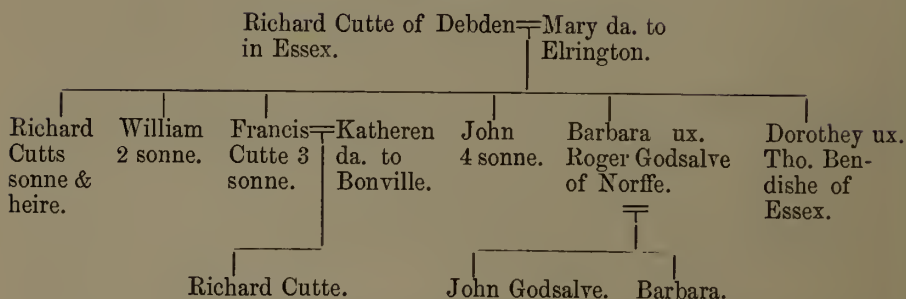 Richard Cutte of Debden=Mary da. to
in Essex. Elrington.
Richard
Cutts
sonne &
heire.
William
2 sonne.
Francis=Katheren
Cutte 3 da. to
sonne. Bonville.
John
4 sonne.
Barbara ux.
Roger Godsalve
of Norffe.
Dorothey ux.
Tho. Ben-
dishe of
Essex.
Richard Cutte.
John Godsalve. Barbara.